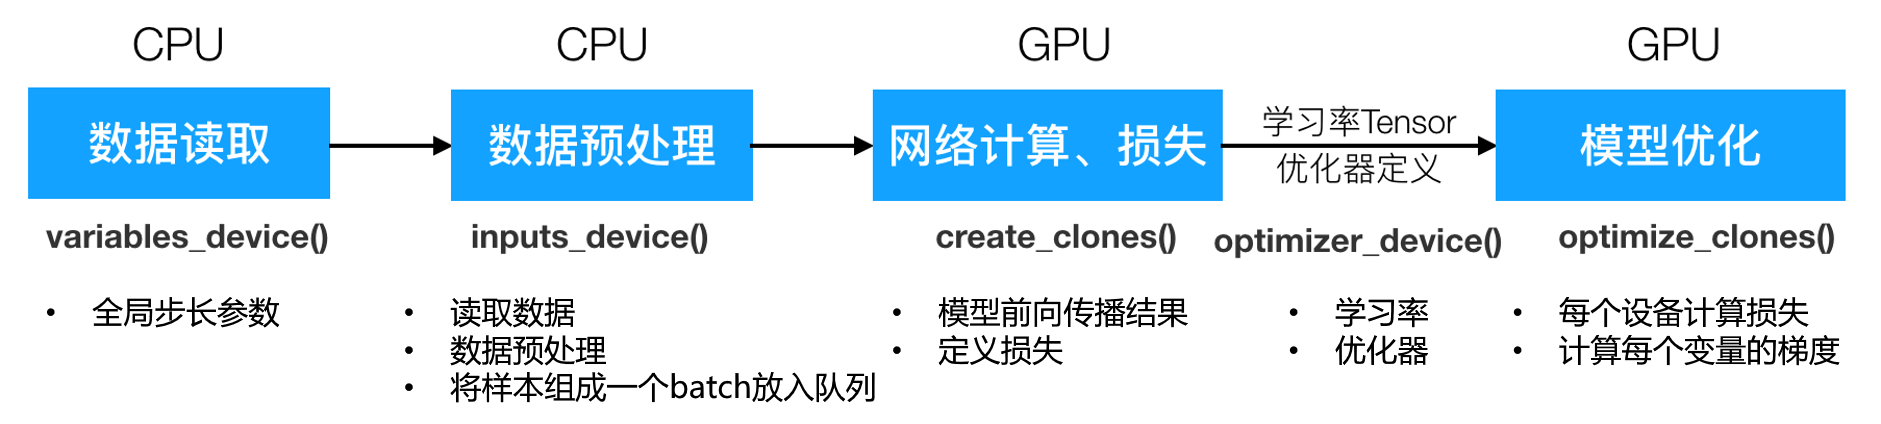 CPU
CPU
GPU
GPU
数据读取
数据预处理
网络计算、损失
学习率Tensor
优化器定义
模型优化
variables_device()
inputs_device()
create_clones()
optimizer_device()
optimize_clones()
• 全局步长参数
• 读取数据
• 数据预处理
• 将样本组成一个batch放入队列
• 模型前向传播结果
• 定义损失
• 学习率
• 优化器
• 每个设备计算损失
• 计算每个变量的梯度